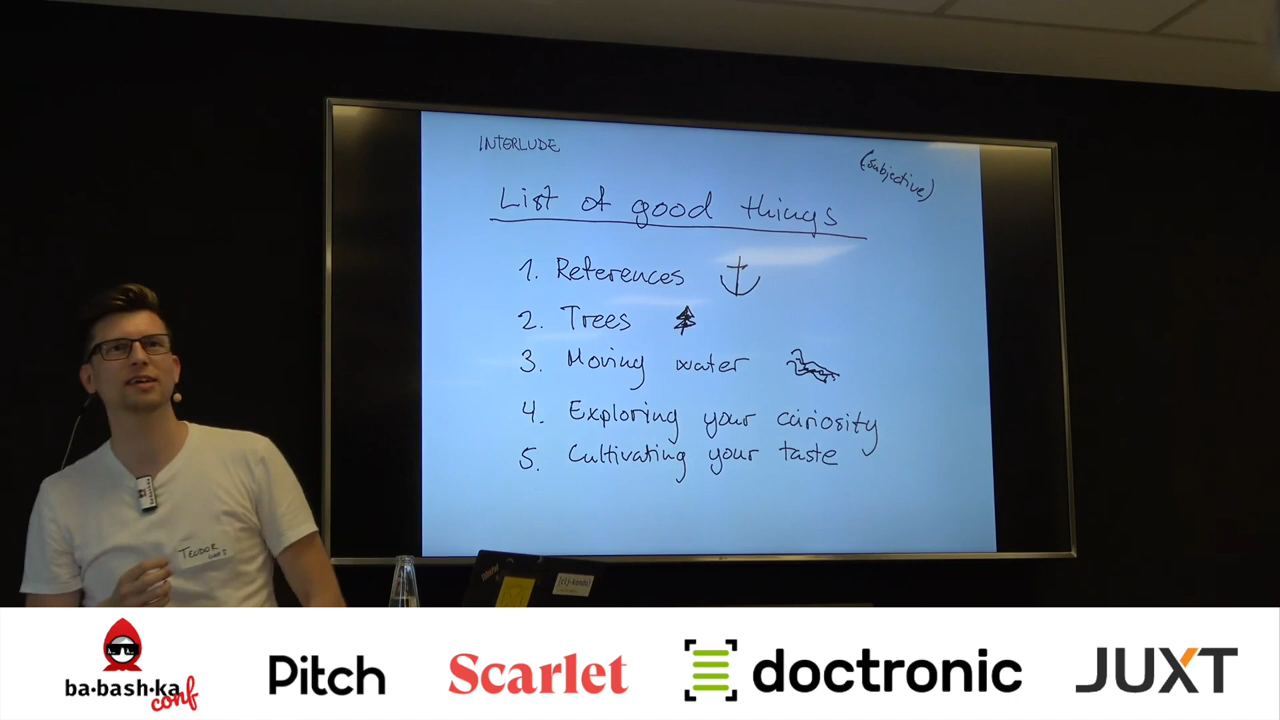 INTERLUDE
(subjective)
List of good things
1. References
2. Trees
3. Moving water
4. Exploring your curiosity
5. Cultivating your taste
TEODOR
ba·bash·ka
conf
Pitch
Scarlet
doctronic
JUXT